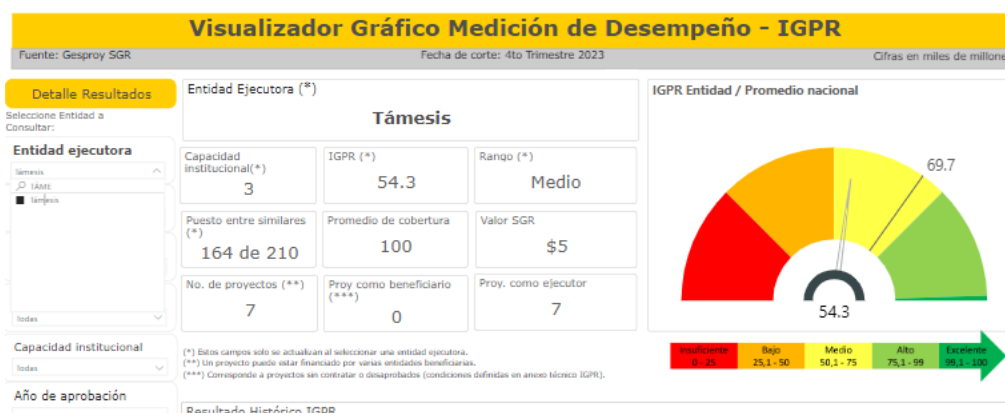 Visualizador Gráfico Medición de Desempeño - IGPR
Fuente: Gesproy SGR
Fecha de corte: 4to Trimestre 2023
Cifras en miles de millone
Detalle Resultados
Seleccione Entidad a
Consultar:
Entidad ejecutora
Támesis
TAME
Támesis
Todas
Capacidad institucional
Todas
Año de aprobación
Entidad Ejecutora (*)
Támesis
Capacidad
institucional(*)
3
IGPR (*)
54.3
Rango (*)
Medio
Puesto entre similares
(*)
164 de 210
Promedio de cobertura
100
Valor SGR
$5
No. de proyectos (**)
7
Proy como beneficiario
(***)
0
Proy. como ejecutor
7
(*) Estos campos solo se actualizan al seleccionar una entidad ejecutora.
(**) Un proyecto puede estar financiado por varias entidades beneficiarias.
(***) Corresponde a proyectos sin contratar o desaprobados (condiciones definidas en anexo técnico IGPR).
Resultado Histórico IGPR
IGPR Entidad / Promedio nacional
69.7
54.3
Insuficiente
0 - 25
Bajo
25,1 - 50
Medio
50,1 - 75
Alto
75,1 - 99
Excelente
99,1 - 100